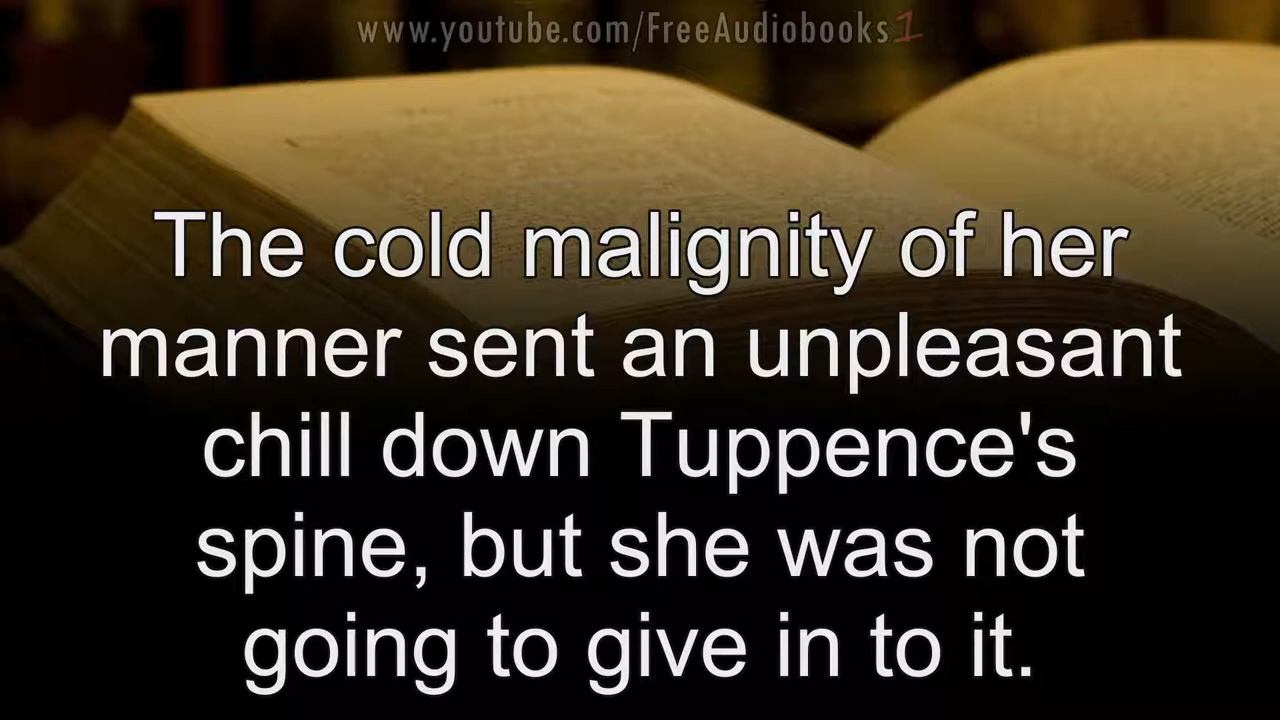 www.youtube.com/FreeAudiobooks1
The cold malignity of her
manner sent an unpleasant
chill down Tuppence's
spine, but she was not
going to give in to it.